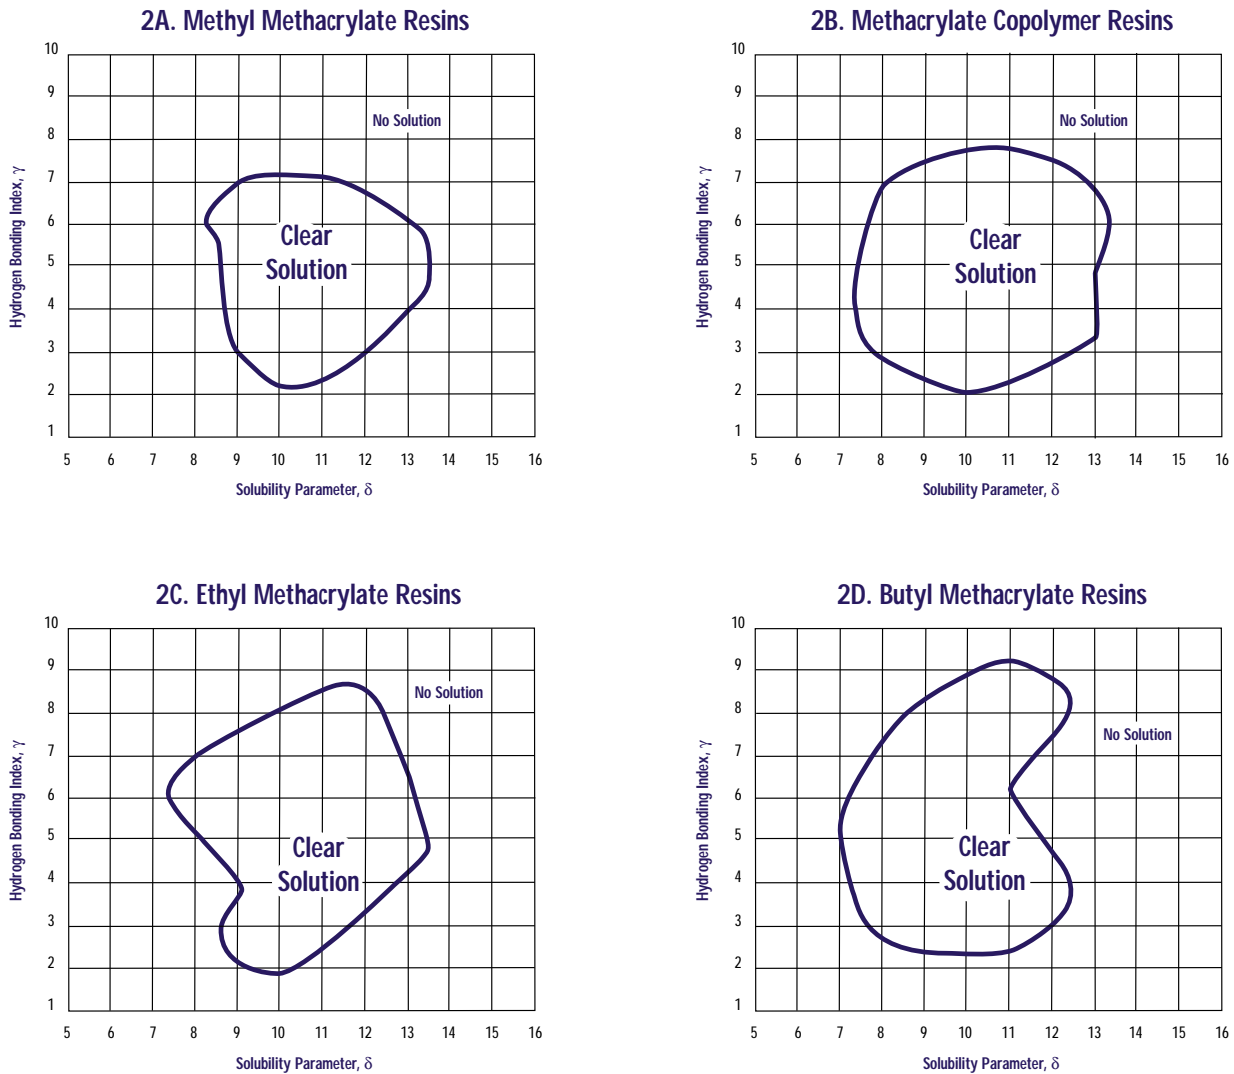 2A. Methyl Methacrylate Resins
10
9
8
7
6
5
4
3
2
1
Hydrogen Bonding Index, γ
No Solution
Clear
Solution
5 6 7 8 9 10 11 12 13 14 15 16
Solubility Parameter, δ
2B. Methacrylate Copolymer Resins
10
9
8
7
6
5
4
3
2
1
Hydrogen Bonding Index, γ
No Solution
Clear
Solution
5 6 7 8 9 10 11 12 13 14 15 16
Solubility Parameter, δ
2C. Ethyl Methacrylate Resins
10
9
8
7
6
5
4
3
2
1
Hydrogen Bonding Index, γ
No Solution
Clear
Solution
5 6 7 8 9 10 11 12 13 14 15 16
Solubility Parameter, δ
2D. Butyl Methacrylate Resins
10
9
8
7
6
5
4
3
2
1
Hydrogen Bonding Index, γ
No Solution
Clear
Solution
5 6 7 8 9 10 11 12 13 14 15 16
Solubility Parameter, δ